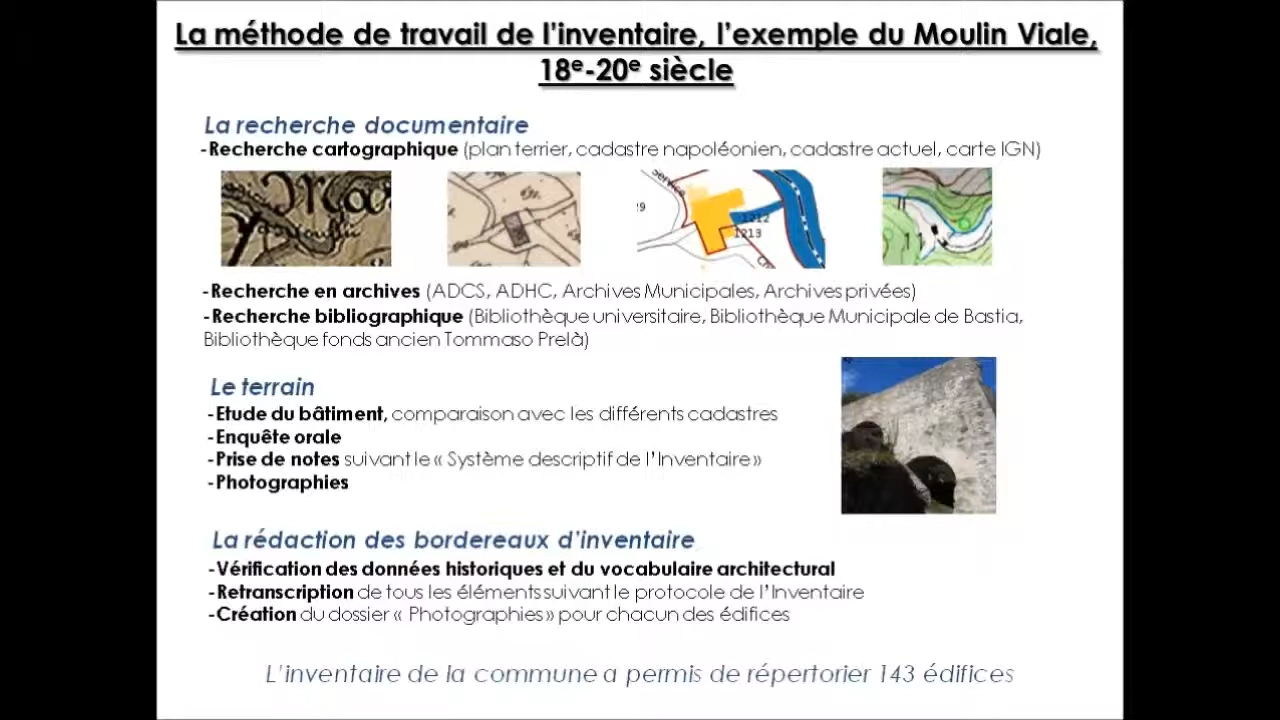 La méthode de travail de l'inventaire, l'exemple du Moulin Viale,
18e-20e siècle
La recherche documentaire
-Recherche cartographique (plan terrier, cadastre napoléonien, cadastre actuel, carte IGN)
Service
9
1212
1213
-Recherche en archives (ADCS, ADHC, Archives Municipales, Archives privées)
-Recherche bibliographique (Bibliothèque universitaire, Bibliothèque Municipale de Bastia,
Bibliothèque fonds ancien Tommaso Prelà)
Le terrain
-Etude du bâtiment, comparaison avec les différents cadastres
-Enquête orale
-Prise de notes suivant le « Système descriptif de l'Inventaire »
-Photographies
La rédaction des bordereaux d'inventaire
-Vérification des données historiques et du vocabulaire architectural
-Retranscription de tous les éléments suivant le protocole de l'Inventaire
-Création du dossier « Photographies » pour chacun des édifices
L'inventaire de la commune a permis de répertorier 143 édifices